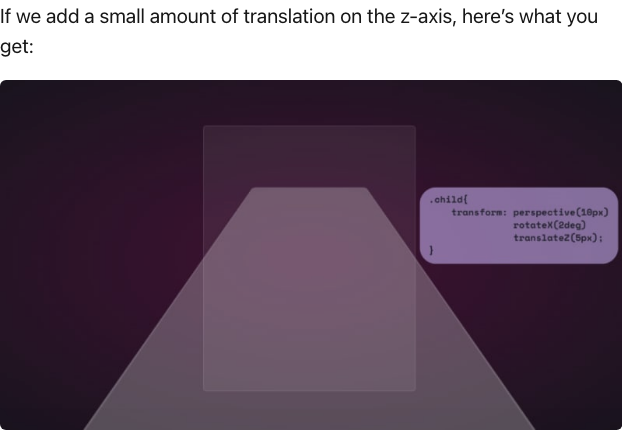 If we add a small amount of translation on the z-axis, here’s what you
get:
.child{
transform: perspective(10px)
rotateX(2deg)
translateZ(5px);
}